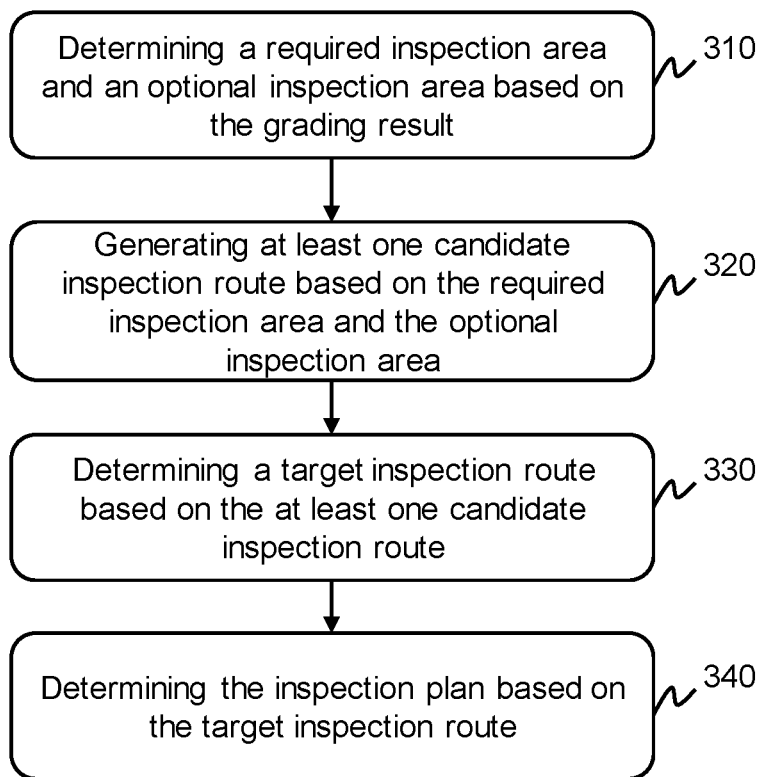 Determining a required inspection area
and an optional inspection area based on
the grading result
310
Generating at least one candidate
inspection route based on the required
inspection area and the optional
inspection area
320
Determining a target inspection route
based on the at least one candidate
inspection route
330
Determining the inspection plan based on
the target inspection route
340